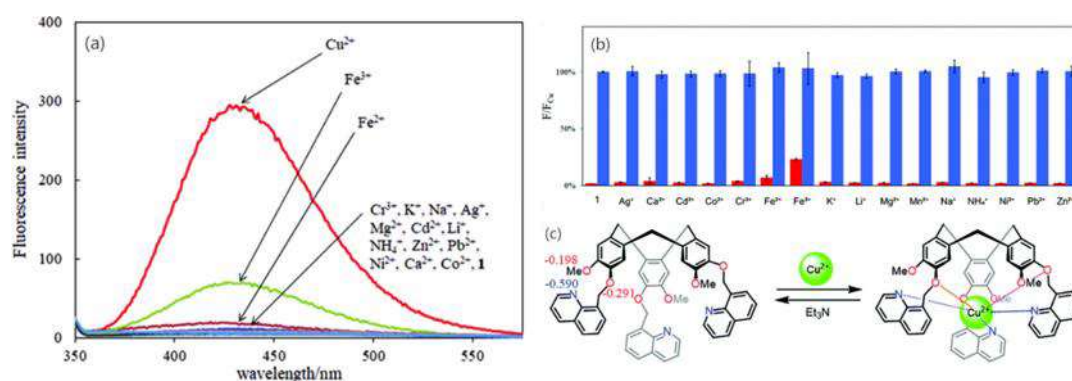 (a)
Fluorescence intensity
400
300
200
100
0
350
400
450
500
550
wavelength/nm
Cu²⁺
Fe³⁺
Fe²⁺
Cr³⁺, K⁺, Na⁺, Ag⁺,
Mg²⁺, Cd²⁺, Li⁺,
NH₄⁺, Zn²⁺, Pb²⁺,
Ni²⁺, Ca²⁺, Co²⁺, 1
(b)
F/F_Cu
100%
50%
0%
1 Ag⁺ Ca²⁺ Cd²⁺ Co²⁺ Cr³⁺ Fe²⁺ Fe³⁺ K⁺ Li⁺ Mg²⁺ Mn²⁺ Na⁺ NH₄⁺ Ni²⁺ Pb²⁺ Zn²⁺
(c)
-0.198
-0.590
-0.291
MeO
O
O
OMe
O
OMe
N
N
N
Cu²⁺
Et₃N
MeO
O
O
OMe
O
OMe
N
Cu²⁺
N
N